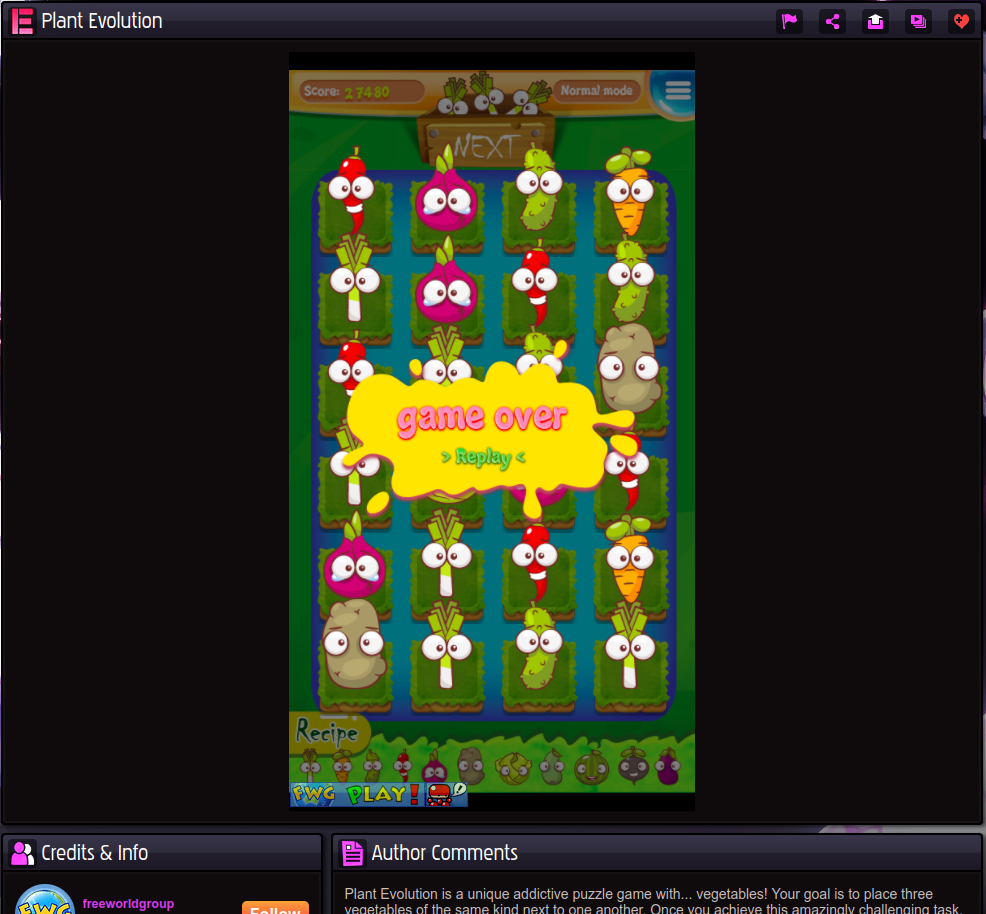 Plant Evolution
Score: 27480
Normal mode
NEXT
game over
> Replay <
Recipe
FWG PLAY!
Credits & Info
Author Comments
FWG
freeworldgroup
Follow
Plant Evolution is a unique addictive puzzle game with... vegetables! Your goal is to place three
vegetables of the same kind next to one another. Once you achieve this amazingly challenging task,